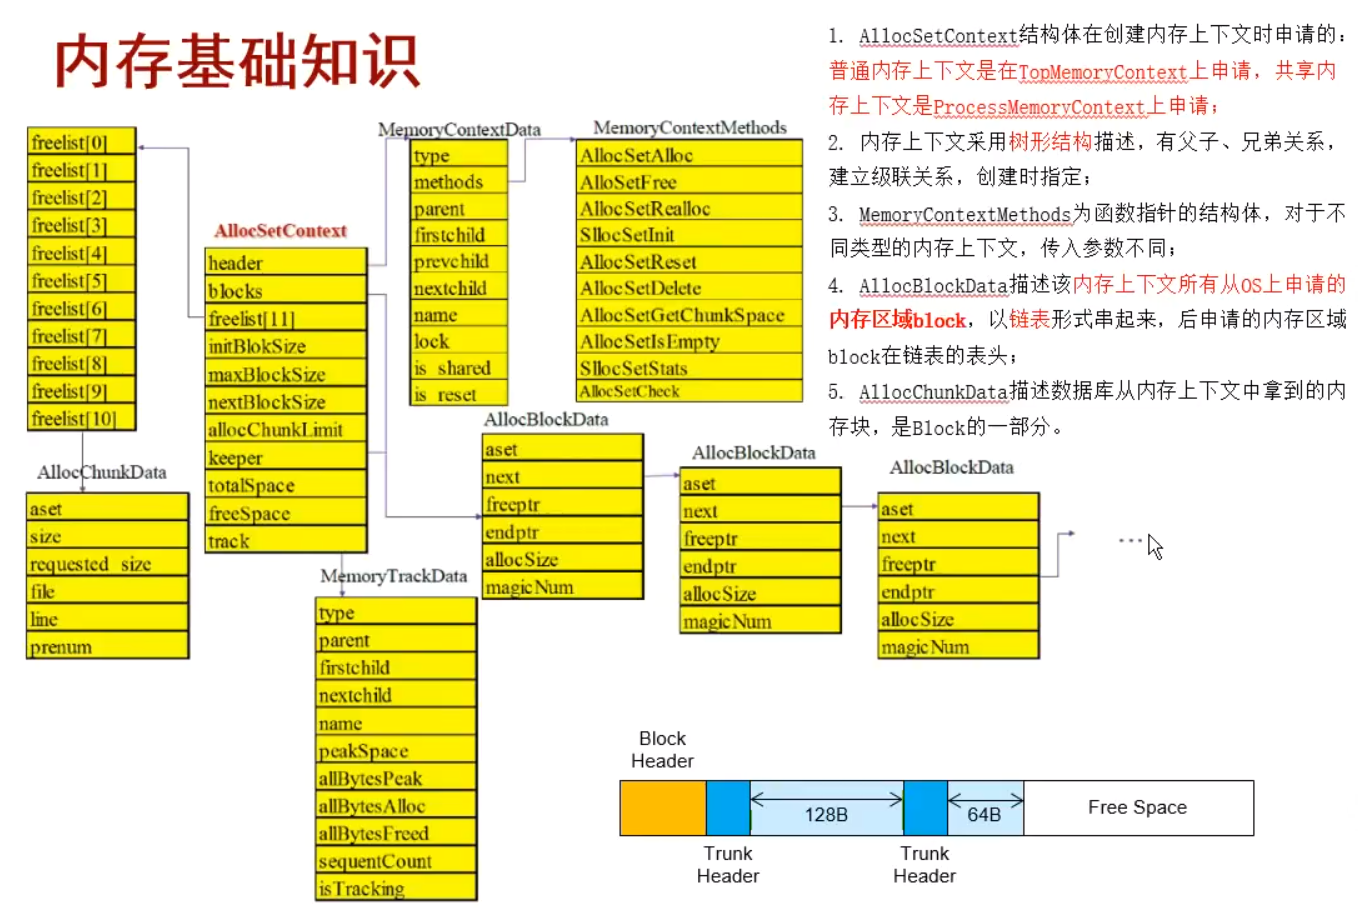 内存基础知识
1. AllocSetContext结构体在创建内存上下文时申请的:
普通内存上下文是在TopMemoryContext上申请, 共享内
存上下文是ProcessMemoryContext上申请;
2. 内存上下文采用树形结构描述, 有父子、兄弟关系,
建立级联关系, 创建时指定;
3. MemoryContextMethods为函数指针的结构体, 对于不
同类型的内存上下文, 传入参数不同;
4. AllocBlockData描述该内存上下文所有从OS上申请的
内存区域block, 以链表形式串起来, 后申请的内存区域
block在链表的表头;
5. AllocChunkData描述数据库从内存上下文中拿到的内
存块, 是Block的一部分。
freelist[0]
freelist[1]
freelist[2]
freelist[3]
freelist[4]
freelist[5]
freelist[6]
freelist[7]
freelist[8]
freelist[9]
freelist[10]
AllocChunkData
aset
size
requested_size
file
line
prenum
AllocSetContext
header
blocks
freelist[11]
initBlokSize
maxBlockSize
nextBlockSize
allocChunkLimit
keeper
totalSpace
freeSpace
track
MemoryTrackData
type
parent
firstchild
nextchild
name
peakSpace
allBytesPeak
allBytesAlloc
allBytesFreed
sequentCount
isTracking
MemoryContextData
type
methods
parent
firstchild
prevchild
nextchild
name
lock
is_shared
is_reset
MemoryContextMethods
AllocSetAlloc
AlloSetFree
AllocSetRealloc
SllocSetInit
AllocSetReset
AllocSetDelete
AllocSetGetChunkSpace
AllocSetIsEmpty
SllocSetStats
AllocSetCheck
AllocBlockData
aset
next
freeptr
endptr
allocSize
magicNum
AllocBlockData
aset
next
freeptr
endptr
allocSize
magicNum
AllocBlockData
aset
next
freeptr
endptr
allocSize
magicNum
...
Block
Header
128B
64B
Free Space
Trunk
Header
Trunk
Header